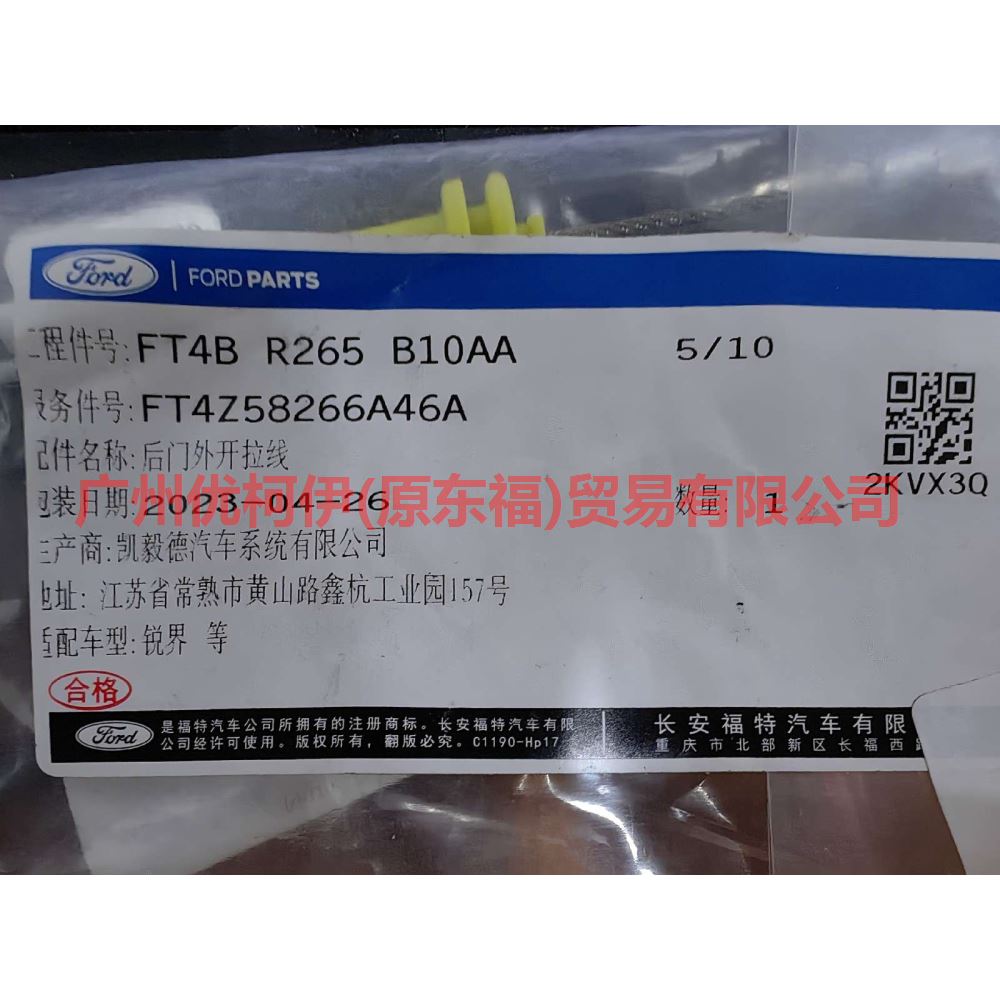 Ford FORD PARTS
工程件号: FT4B R265 B10AA 5/10
服务件号: FT4Z58266A46A
配件名称: 后门外开拉线
2KVX3Q
包装日期: 2023-04-26 数量: 1
广州优柯伊(原东福)贸易有限公司
生产商: 凯毅德汽车系统有限公司
地址: 江苏省常熟市黄山路鑫杭工业园157号
适配车型: 锐界 等
合格
Ford 是福特汽车公司所拥有的注册商标。长安福特汽车有限
公司经许可使用。版权所有，翻版必究。C1190-Hp17
长安福特汽车有限
重庆市北部新区长福西